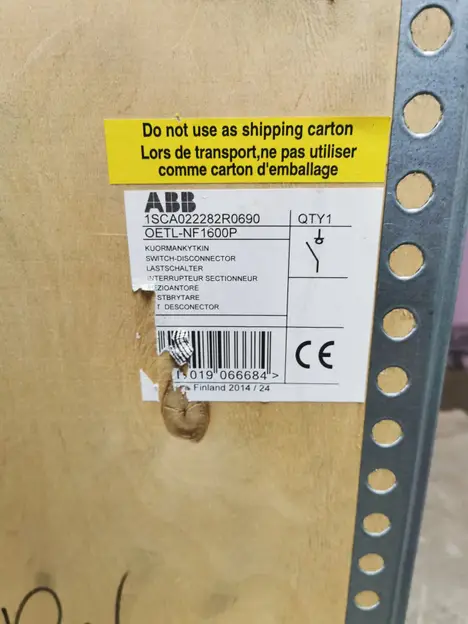 Do not use as shipping carton
Lors de transport,ne pas utiliser
comme carton d'emballage
ABB
1SCA022282R0690
QTY1
OETL-NF1600P
KUORMANKYTKIN
SWITCH-DISCONNECTOR
LASTSCHALTER
INTERRUPTEUR SECTIONNEUR
EZIOANTORE
STBRYTARE
T DESCONECTOR
019 066684 >
Finland 2014 / 24
CE